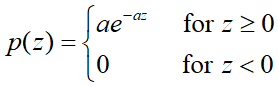 p(z) = { ae^{-az} for z ≥ 0
0 for z < 0